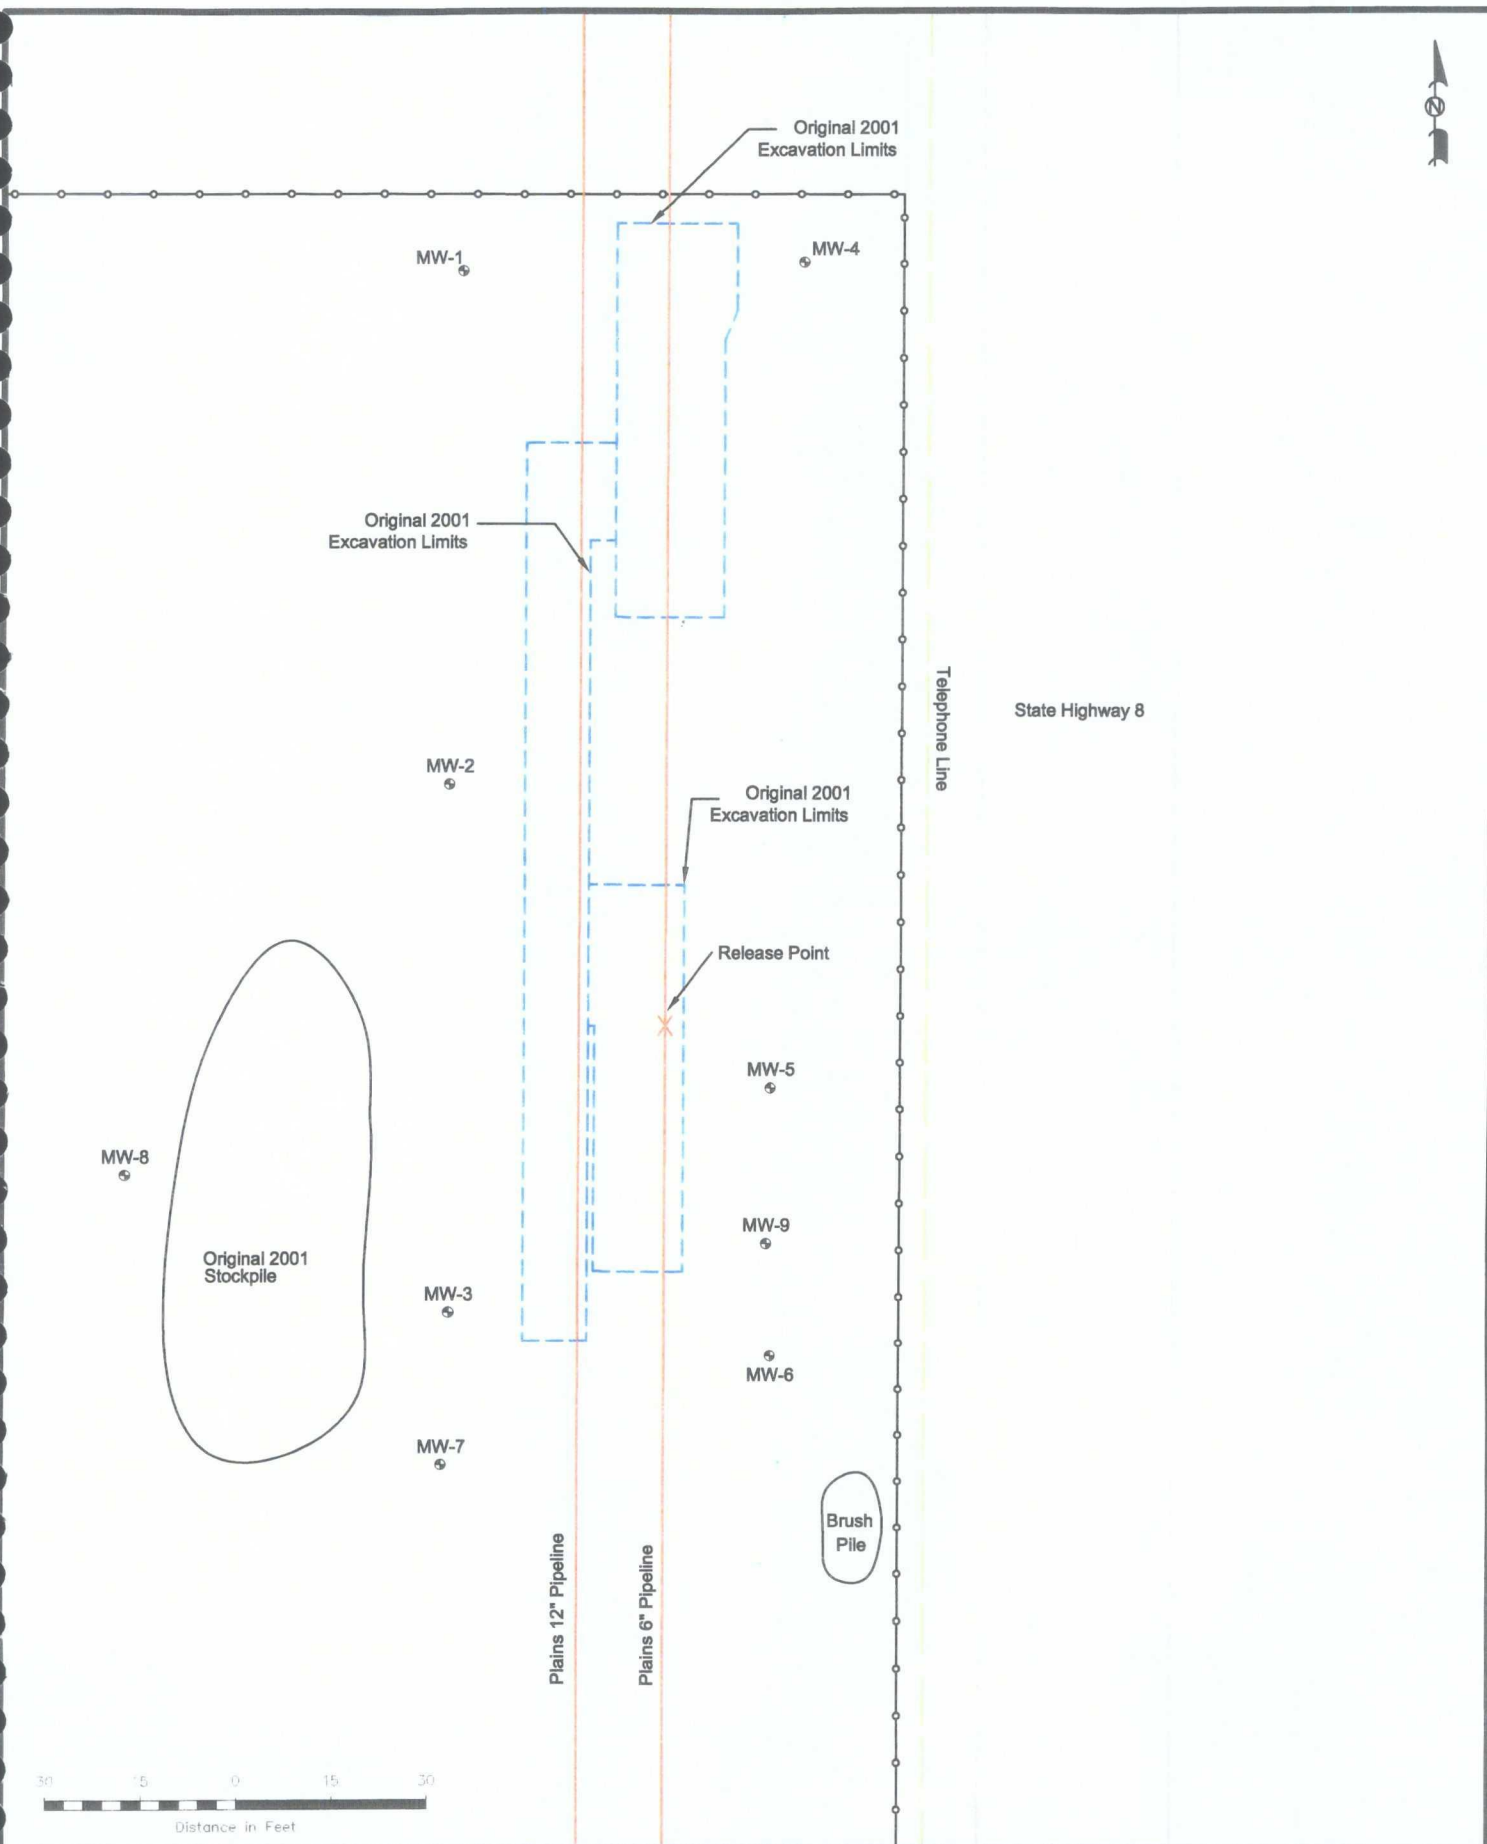 Original 2001
Excavation Limits
MW-1
MW-4
Original 2001
Excavation Limits
Telephone Line
State Highway 8
MW-2
Original 2001
Excavation Limits
Release Point
MW-5
MW-8
MW-9
Original 2001
Stockpile
MW-3
MW-6
MW-7
Brush
Pile
Plains 12" Pipeline
Plains 6" Pipeline
30 15 0 15 30
Distance in Feet
N